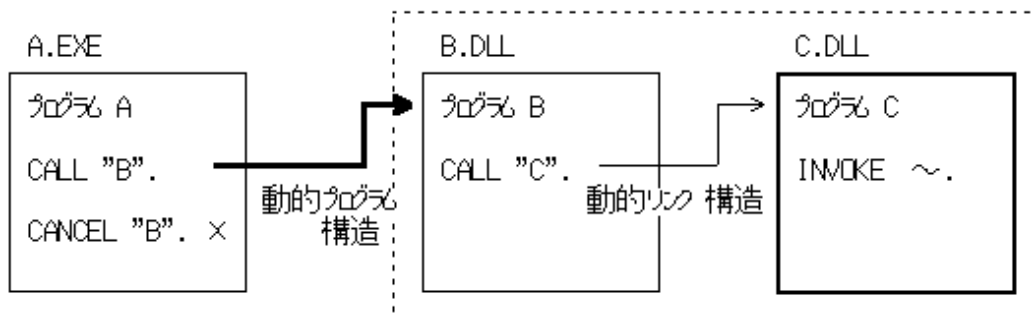 A.EXE
B.DLL
C.DLL
プログラム A
CALL "B".
CANCEL "B". ×
動的プログラム
構造
プログラム B
CALL "C".
動的リンク 構造
プログラム C
INVOKE ～.